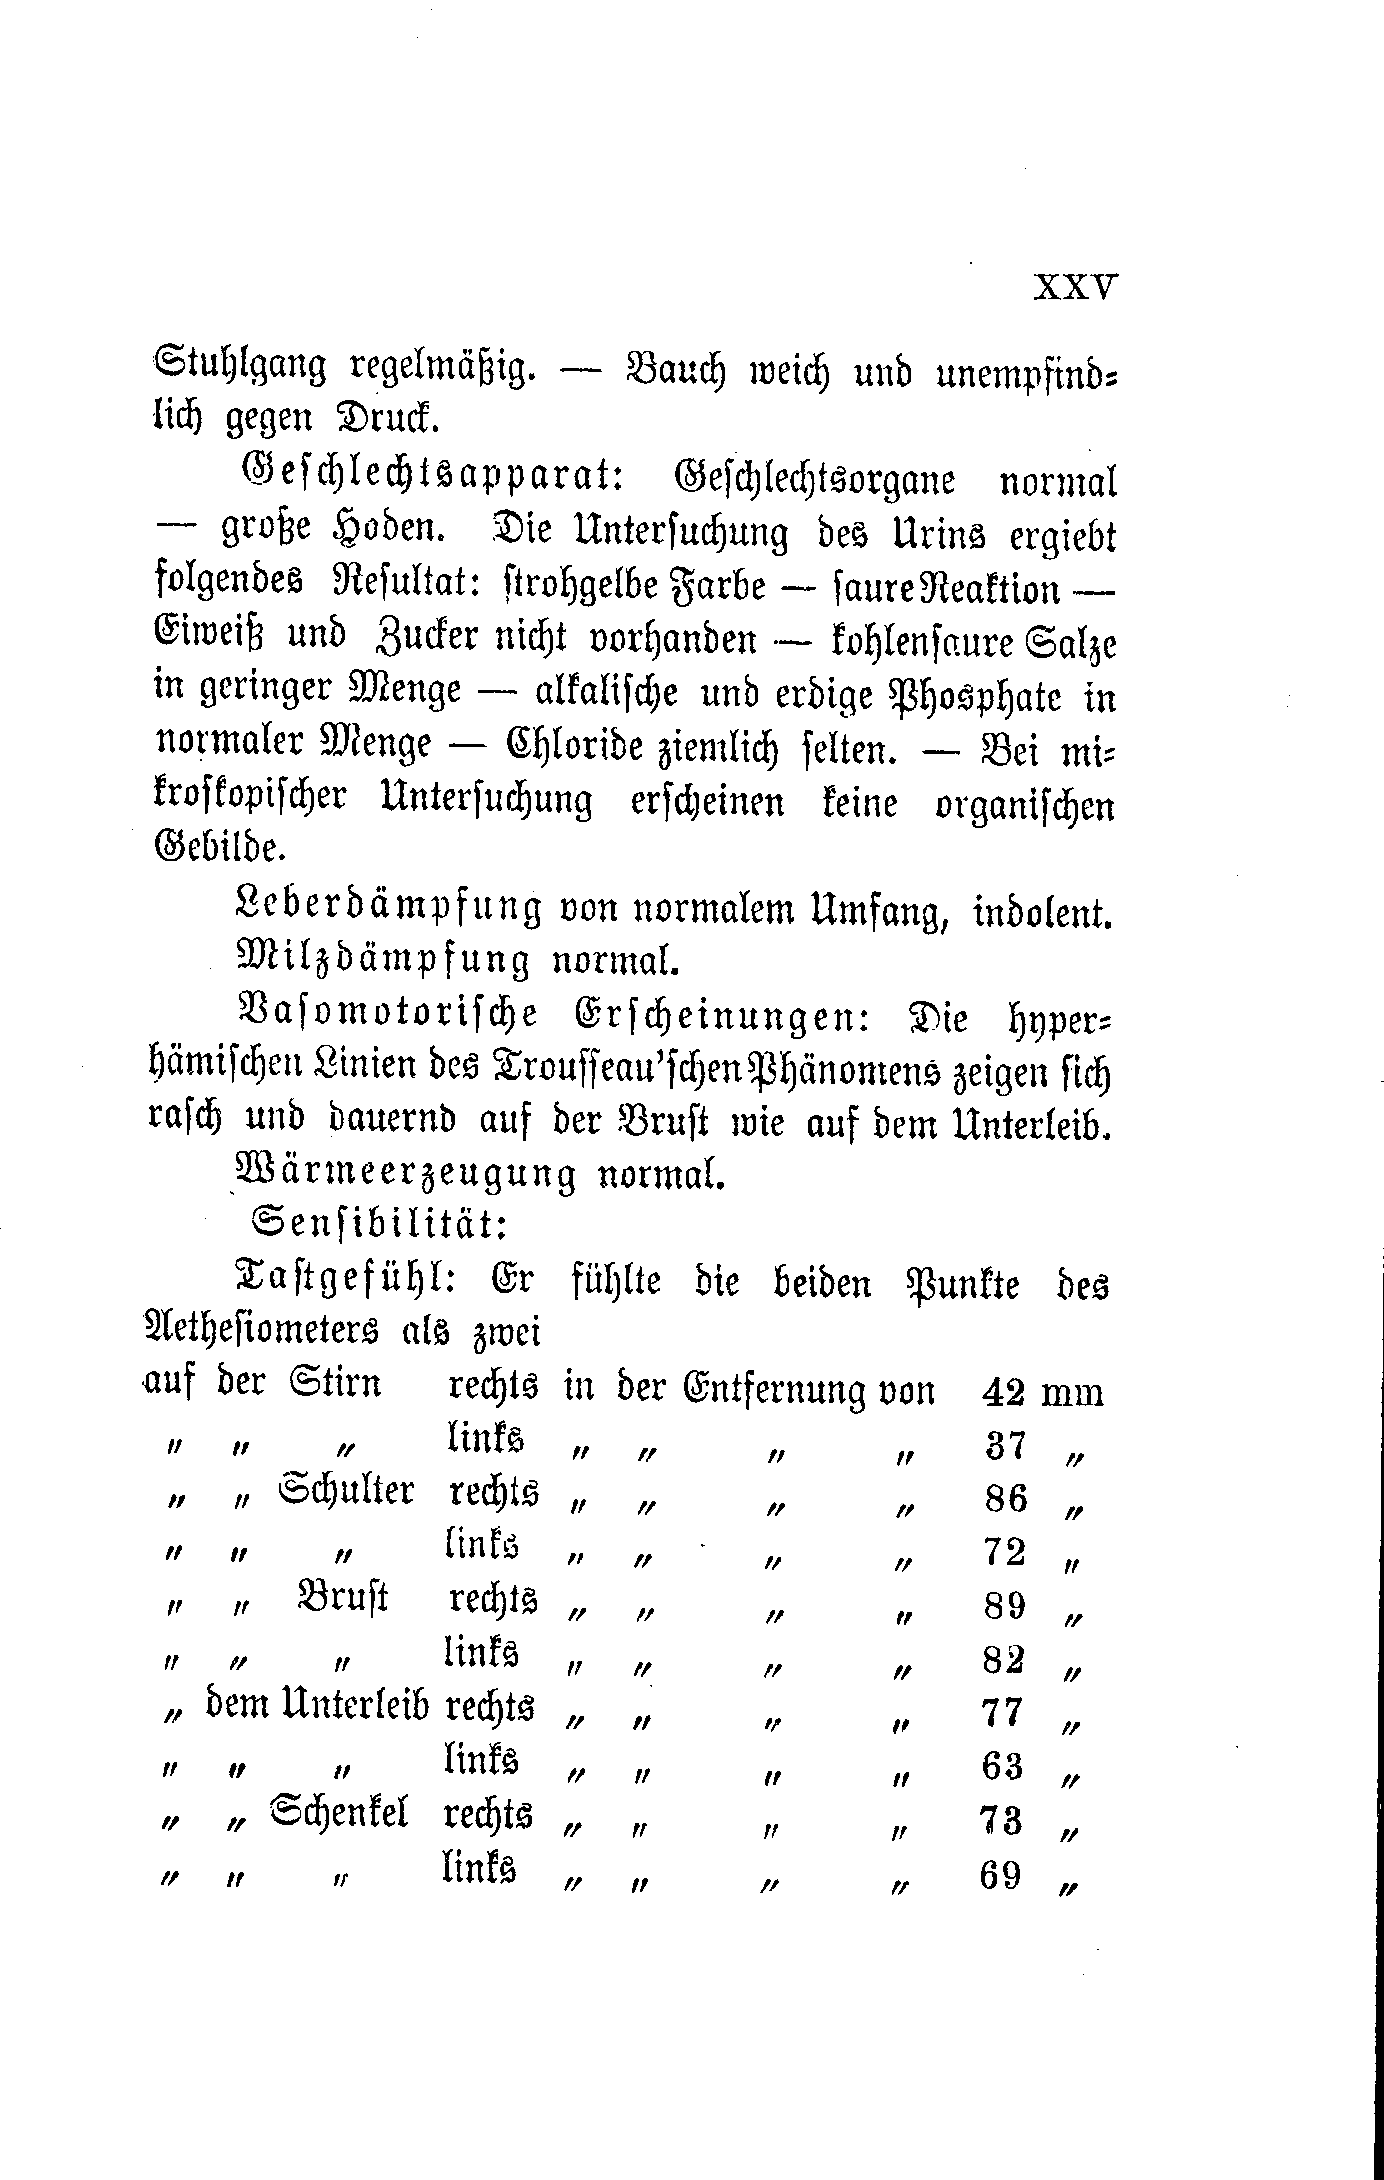 XXV
Stuhlgang regelmäßig. — Bauch weich und unempfind-
lich gegen Druck.
Geschlechtsapparat: Geschlechtsorgane normal
— große Hoden. Die Untersuchung des Urins ergiebt
folgendes Resultat: strohgelbe Farbe — saure Reaktion —
Eiweiß und Zucker nicht vorhanden — kohlensaure Salze
in geringer Menge — alkalische und erdige Phosphate in
normaler Menge — Chloride ziemlich selten. — Bei mi-
kroskopischer Untersuchung erscheinen keine organischen
Gebilde.
Leberdämpfung von normalem Umfang, indolent.
Milzdämpfung normal.
Vasomotorische Erscheinungen: Die hyper-
hämischen Linien des Trousseau'schen Phänomens zeigen sich
rasch und dauernd auf der Brust wie auf dem Unterleib.
Wärmeerzeugung normal.
Sensibilität:
Tastgefühl: Er fühlte die beiden Punkte des
Aethesiometers als zwei
auf der Stirn rechts in der Entfernung von 42 mm
„ „ „ links „ „ „ „ 37 „
„ „ Schulter rechts „ „ „ „ 86 „
„ „ „ links „ „ „ „ 72 „
„ „ Brust rechts „ „ „ „ 89 „
„ „ „ links „ „ „ „ 82 „
„ dem Unterleib rechts „ „ „ „ 77 „
„ „ „ links „ „ „ „ 63 „
„ „ Schenkel rechts „ „ „ „ 73 „
„ „ „ links „ „ „ „ 69 „